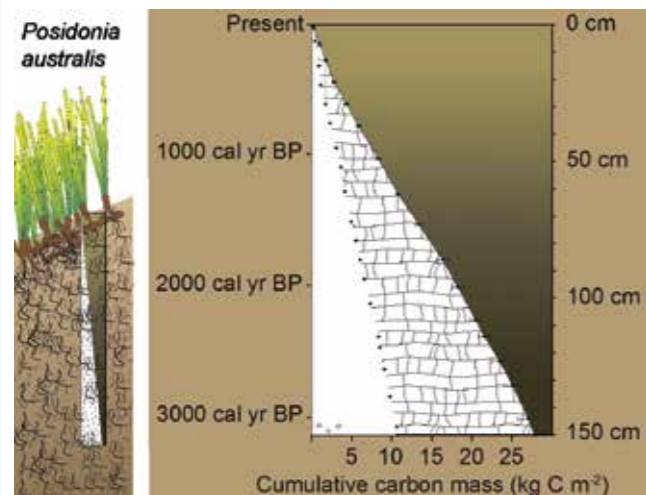 Posidonia
australis
Present
0 cm
1000 cal yr BP
50 cm
2000 cal yr BP
100 cm
3000 cal yr BP
150 cm
5 10 15 20 25
Cumulative carbon mass (kg C m⁻²)